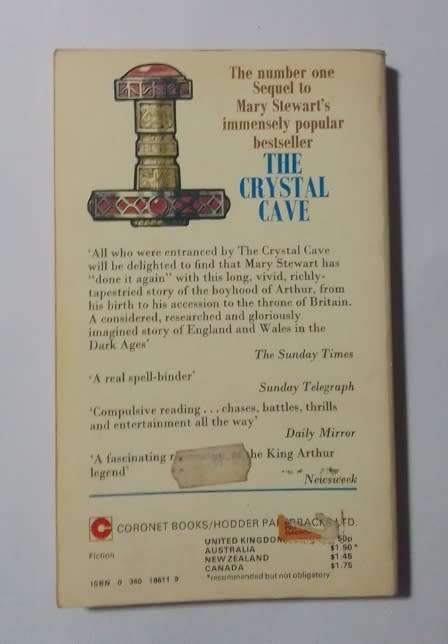 The number one
Sequel to
Mary Stewart's
immensely popular
bestseller
THE
CRYSTAL
CAVE
'All who were entranced by The Crystal Cave
will be delighted to find that Mary Stewart has
"done it again" with this long, vivid, richly-
tapestried story of the boyhood of Arthur, from
his birth to his accession to the throne of Britain.
A considered, researched and gloriously
imagined story of England and Wales in the
Dark Ages'
The Sunday Times
'A real spell-binder'
Sunday Telegraph
'Compulsive reading . . . chases, battles, thrills
and entertainment all the way'
Daily Mirror
'A fascinating the King Arthur
legend'
Newsweek
CORONET BOOKS/HODDER PAPERBACKS LTD.
UNITED KINGDOM 50p
AUSTRALIA $1.50*
Fiction
NEW ZEALAND $1.45
CANADA $1.75
*recommended but not obligatory
ISBN 0 340